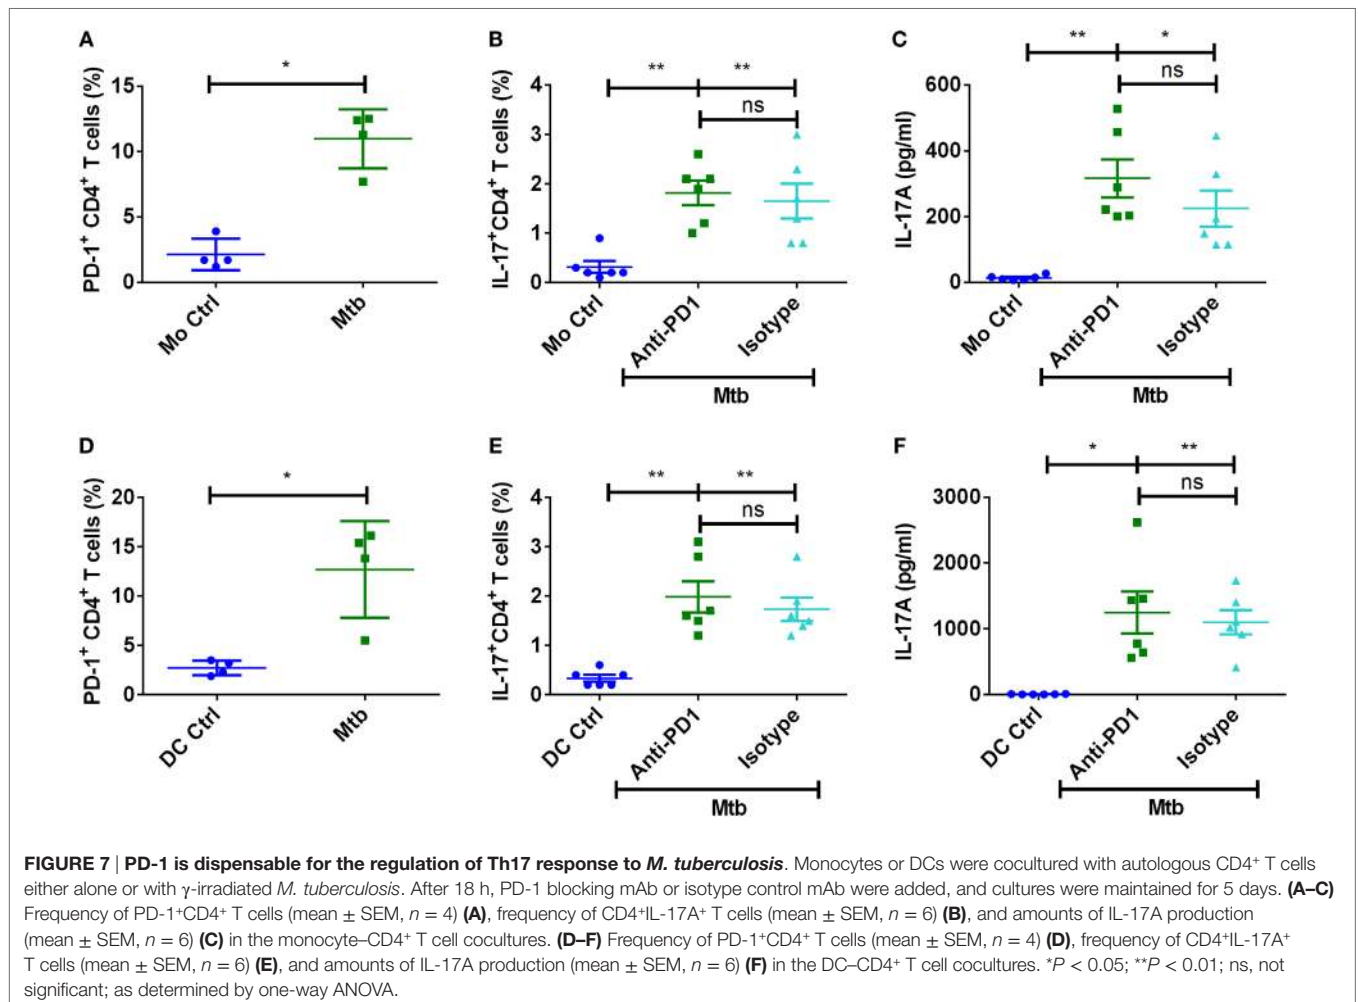 A
*
PD-1⁺ CD4⁺ T cells (%)
15
10
5
0
Mo Ctrl
Mtb
B
**
**
ns
IL-17⁺CD4⁺ T cells (%)
4
3
2
1
0
Mo Ctrl
Anti-PD1
Isotype
Mtb
C
**
*
ns
IL-17A (pg/ml)
600
400
200
0
Mo Ctrl
Anti-PD1
Isotype
Mtb
D
*
PD-1⁺ CD4⁺ T cells (%)
20
15
10
5
0
DC Ctrl
Mtb
E
**
**
ns
IL-17⁺CD4⁺ T cells (%)
4
3
2
1
0
DC Ctrl
Anti-PD1
Isotype
Mtb
F
*
**
ns
IL-17A (pg/ml)
3000
2000
1000
0
DC Ctrl
Anti-PD1
Isotype
Mtb
FIGURE 7 | PD-1 is dispensable for the regulation of Th17 response to M. tuberculosis. Monocytes or DCs were cocultured with autologous CD4⁺ T cells
either alone or with γ-irradiated M. tuberculosis. After 18 h, PD-1 blocking mAb or isotype control mAb were added, and cultures were maintained for 5 days. (A–C)
Frequency of PD-1⁺CD4⁺ T cells (mean ± SEM, n = 4) (A), frequency of CD4⁺IL-17A⁺ T cells (mean ± SEM, n = 6) (B), and amounts of IL-17A production
(mean ± SEM, n = 6) (C) in the monocyte–CD4⁺ T cell cocultures. (D–F) Frequency of PD-1⁺CD4⁺ T cells (mean ± SEM, n = 4) (D), frequency of CD4⁺IL-17A⁺
T cells (mean ± SEM, n = 6) (E), and amounts of IL-17A production (mean ± SEM, n = 6) (F) in the DC–CD4⁺ T cell cocultures. *P < 0.05; **P < 0.01; ns, not
significant; as determined by one-way ANOVA.